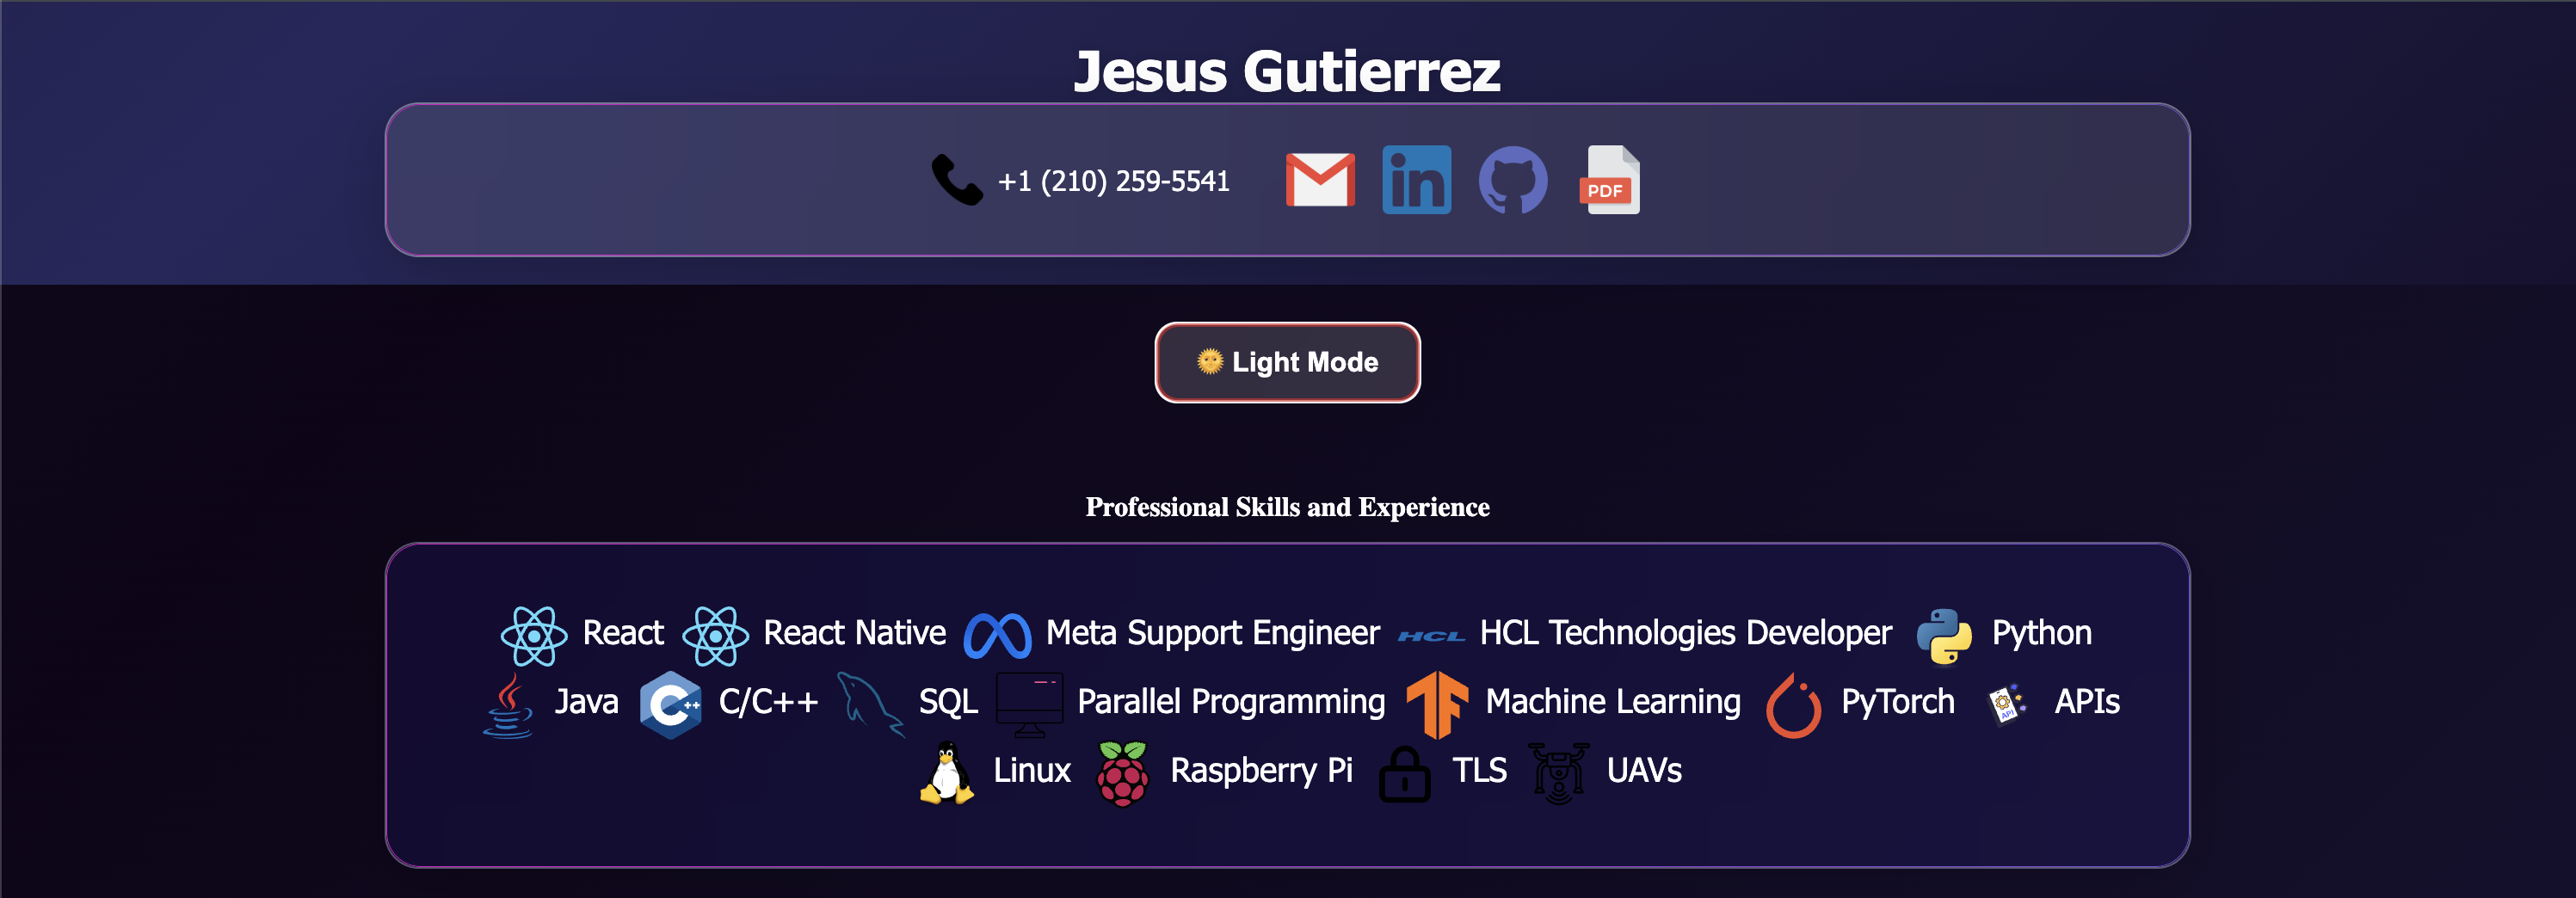 Jesus Gutierrez
+1 (210) 259-5541 PDF
🌞 Light Mode
Professional Skills and Experience
React React Native Meta Support Engineer HCL HCL Technologies Developer Python
Java C++ C/C++ SQL Parallel Programming Machine Learning PyTorch API APIs
Linux Raspberry Pi TLS UAVs